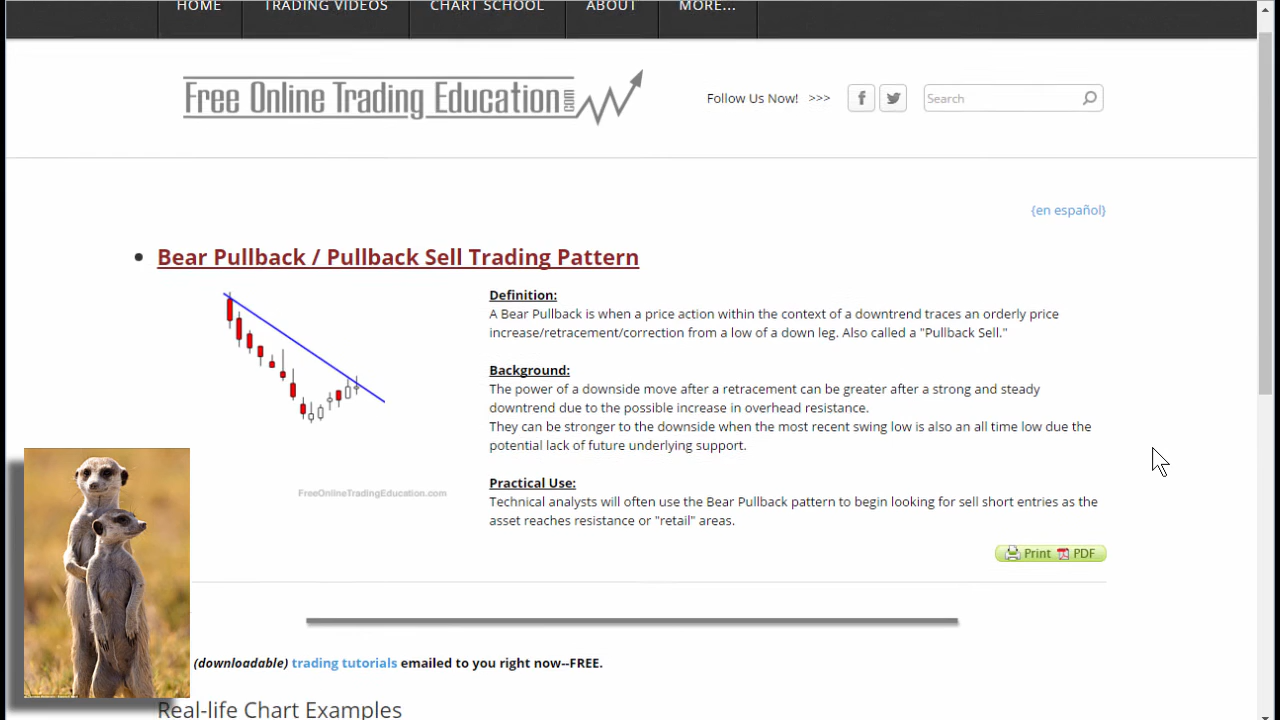 HOME
TRADING VIDEOS
CHART SCHOOL
ABOUT
MORE...
Free Online Trading Education.com
Follow Us Now! >>>
Search
{en español}
Bear Pullback / Pullback Sell Trading Pattern
Definition:
A Bear Pullback is when a price action within the context of a downtrend traces an orderly price
increase/retracement/correction from a low of a down leg. Also called a "Pullback Sell."
Background:
The power of a downside move after a retracement can be greater after a strong and steady
downtrend due to the possible increase in overhead resistance.
They can be stronger to the downside when the most recent swing low is also an all time low due the
potential lack of future underlying support.
FreeOnlineTradingEducation.com
Practical Use:
Technical analysts will often use the Bear Pullback pattern to begin looking for sell short entries as the
asset reaches resistance or "retail" areas.
Print PDF
(downloadable) trading tutorials emailed to you right now--FREE.
Real-life Chart Examples